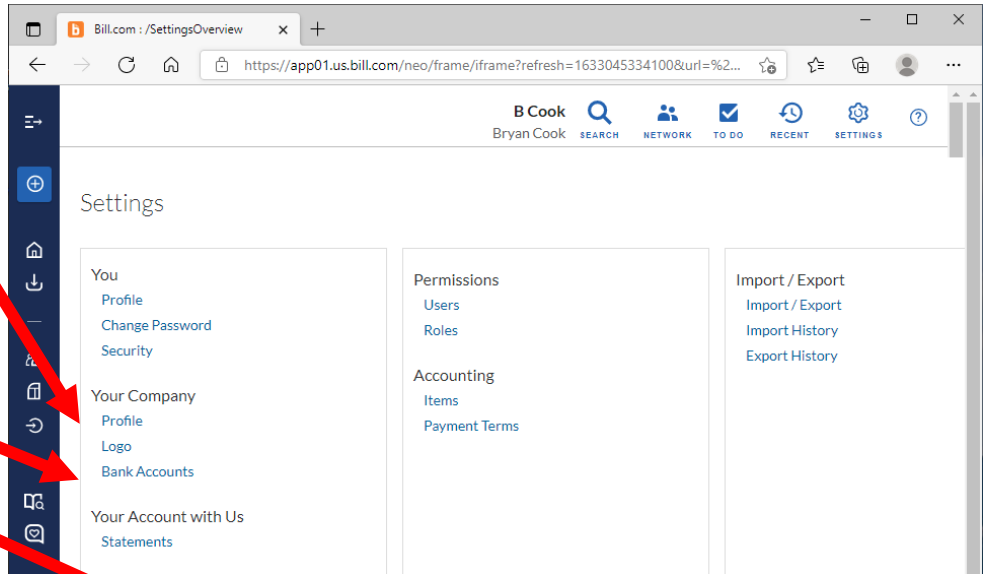 Bill.com : /SettingsOverview
https://app01.us.bill.com/neo/frame/iframe?refresh=1633045334100&url=%2...
B Cook
Bryan Cook
SEARCH
NETWORK
TO DO
RECENT
SETTINGS
Settings
You
Profile
Change Password
Security
Your Company
Profile
Logo
Bank Accounts
Your Account with Us
Statements
Permissions
Users
Roles
Accounting
Items
Payment Terms
Import / Export
Import / Export
Import History
Export History